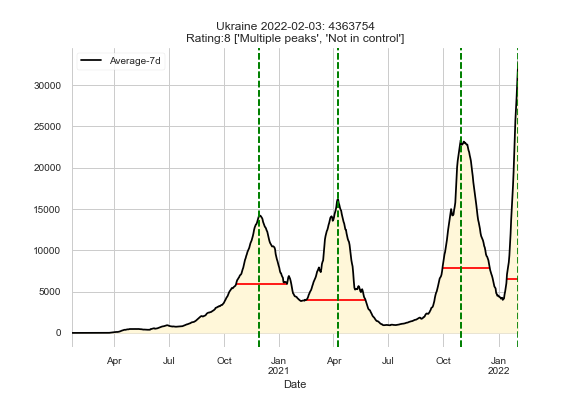 Ukraine 2022-02-03: 4363754
Rating:8 ['Multiple peaks', 'Not in control']
Average-7d
30000
25000
20000
15000
10000
5000
0
Apr Jul Oct Jan Apr Jul Oct Jan
2021 2022
Date